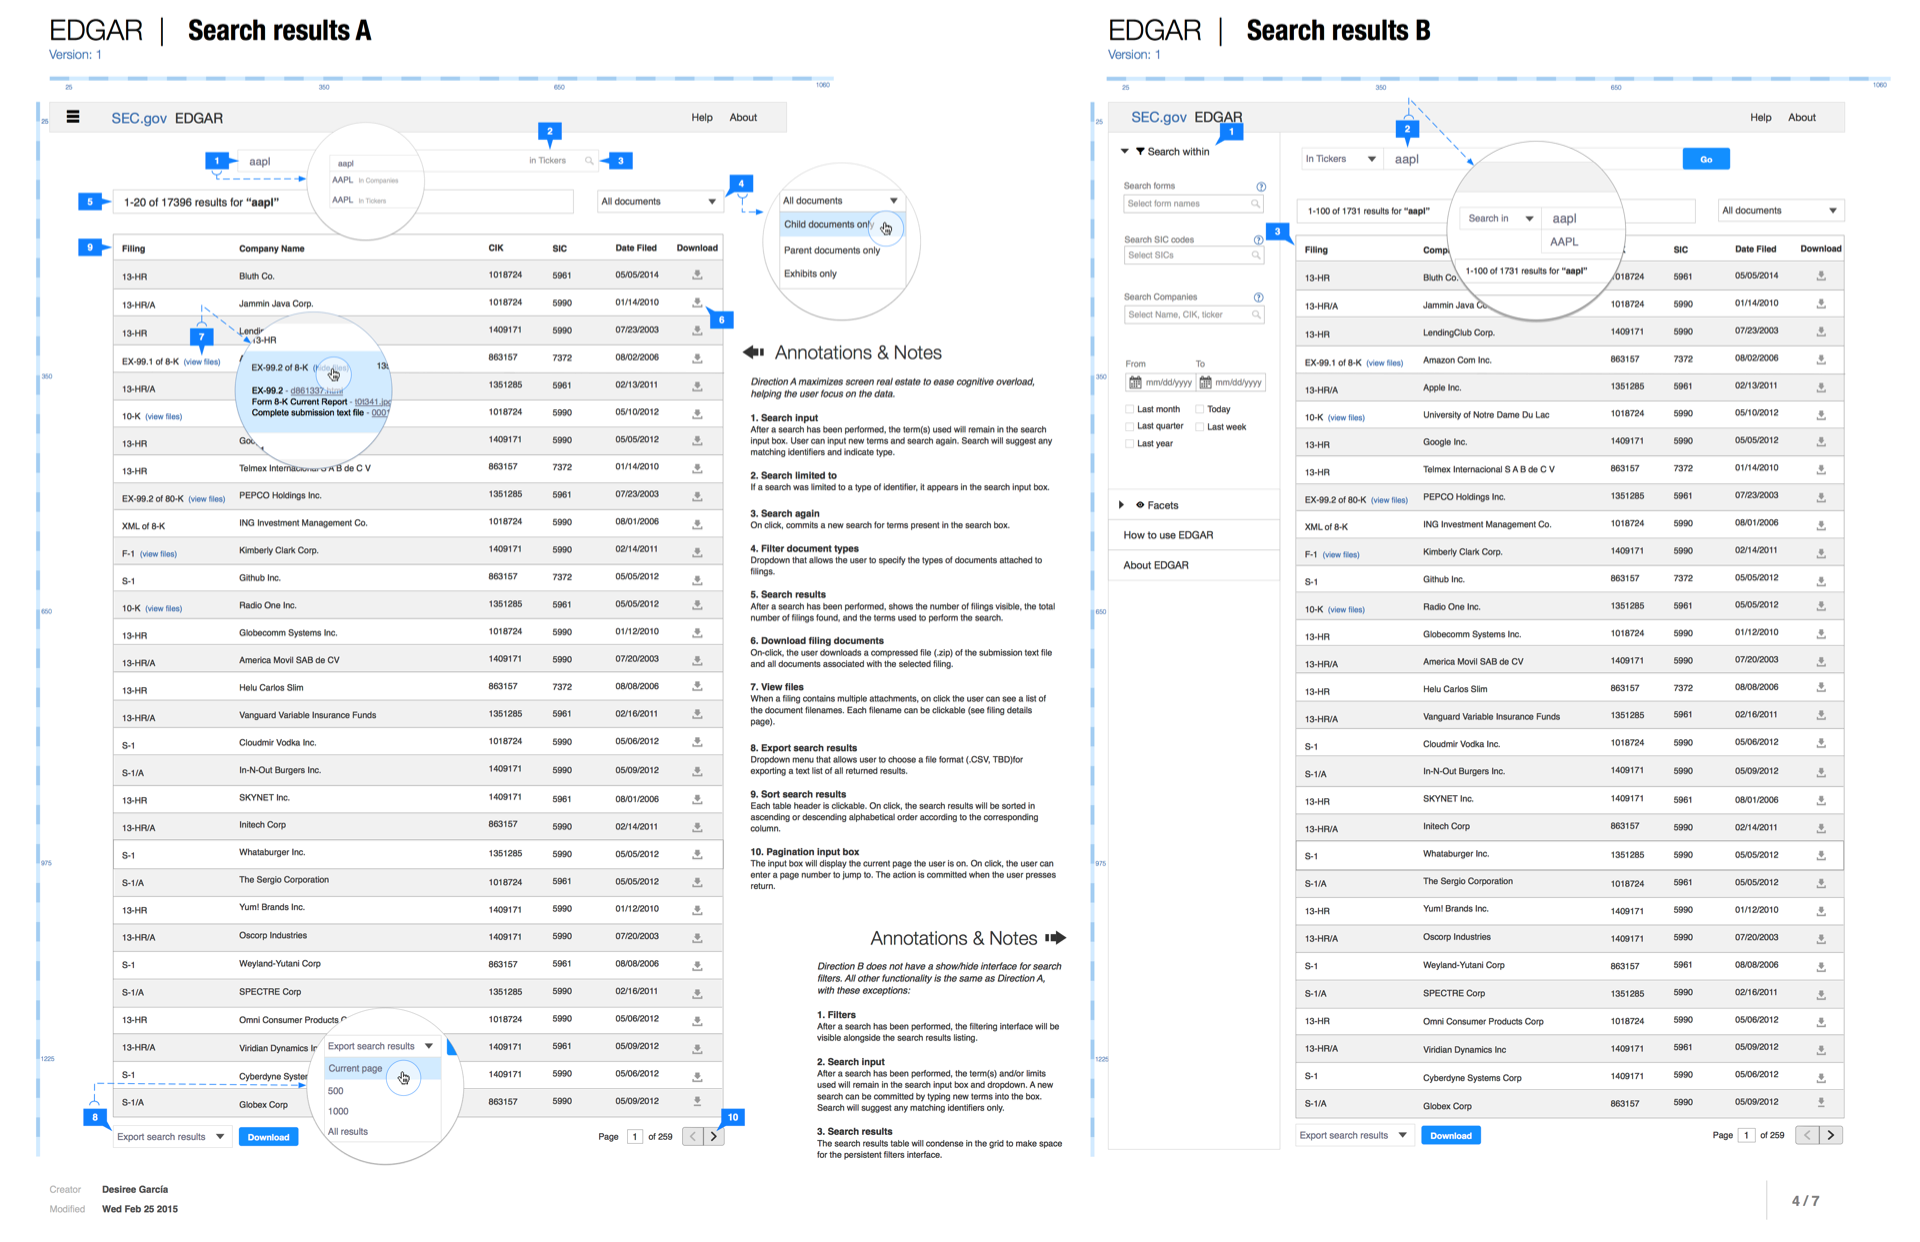 EDGAR | Search results A
Version: 1
25 350 650 1060
SEC.gov EDGAR Help About
1 aapl in Tickers 2 3
aapl
AAPL In Companies
AAPL In Tickers
5 1-20 of 17396 results for “aapl” All documents 4
All documents
Child documents only
Parent documents only
Exhibits only
9 Filing Company Name CIK SIC Date Filed Download
13-HR Bluth Co. 1018724 5961 05/05/2014
13-HR/A Jammin Java Corp. 1018724 5990 01/14/2010
6
13-HR 1409171 5990 07/23/2003
7
EX-99.1 of 8-K (view files) 863157 7372 08/02/2006
13-HR/A 1351285 5961 02/13/2011
10-K (view files) 1018724 5990 05/10/2012
13-HR 1409171 5990 05/05/2012
13-HR Telmex Internacional S A B de C V 863157 7372 01/14/2010
EX-99.2 of 80-K (view files) PEPCO Holdings Inc. 1351285 5961 07/23/2003
XML of 8-K ING Investment Management Co. 1018724 5990 08/01/2006
F-1 (view files) Kimberly Clark Corp. 1409171 5990 02/14/2011
S-1 Github Inc. 863157 7372 05/05/2012
10-K (view files) Radio One Inc. 1351285 5961 05/05/2012
13-HR Globecomm Systems Inc. 1018724 5990 01/12/2010
13-HR/A America Movil SAB de CV 1409171 5990 07/20/2003
13-HR Helu Carlos Slim 863157 7372 08/08/2006
13-HR/A Vanguard Variable Insurance Funds 1351285 5961 02/16/2011
S-1 Cloudmir Vodka Inc. 1018724 5990 05/06/2012
S-1/A In-N-Out Burgers Inc. 1409171 5990 05/09/2012
13-HR SKYNET Inc. 1409171 5961 08/01/2006
13-HR/A Initech Corp 863157 5990 02/14/2011
S-1 Whataburger Inc. 1351285 5990 05/05/2012
S-1/A The Sergio Corporation 1018724 5961 05/05/2012
13-HR Yum! Brands Inc. 1409171 5990 01/12/2010
13-HR/A Oscorp Industries 1409171 5990 07/20/2003
S-1 Weyland-Yutani Corp 863157 5961 08/08/2006
S-1/A SPECTRE Corp 1351285 5990 02/16/2011
13-HR Omni Consumer Products 1018724 5990 05/06/2012
13-HR/A Viridian Dynamics 1409171 5961 05/09/2012
S-1 1409171 5990 05/06/2012
S-1/A Globex Corp 863157 5990 05/09/2012
13-HR
EX-99.2 of 8-K (hide files)
EX-99.2 - d861337.html
Form 8-K Current Report - t0t341.jpg
Complete submission text file - 0001
Export search results
Current page
500
1000
All results
8 10
Export search results Download Page 1 of 259
25
350
650
975
1225
Annotations & Notes
Direction A maximizes screen real estate to ease cognitive overload,
helping the user focus on the data.
1. Search input
After a search has been performed, the term(s) used will remain in the search
input box. User can input new terms and search again. Search will suggest any
matching identifiers and indicate type.
2. Search limited to
If a search was limited to a type of identifier, it appears in the search input box.
3. Search again
On click, commits a new search for terms present in the search box.
4. Filter document types
Dropdown that allows the user to specify the types of documents attached to
filings.
5. Search results
After a search has been performed, shows the number of filings visible, the total
number of filings found, and the terms used to perform the search.
6. Download filing documents
On-click, the user downloads a compressed file (.zip) of the submission text file
and all documents associated with the selected filing.
7. View files
When a filing contains multiple attachments, on click the user can see a list of
the document filenames. Each filename can be clickable (see filing details
page).
8. Export search results
Dropdown menu that allows user to choose a file format (.CSV, TBD)for
exporting a text list of all returned results.
9. Sort search results
Each table header is clickable. On click, the search results will be sorted in
ascending or descending alphabetical order according to the corresponding
column.
10. Pagination input box
The input box will display the current page the user is on. On click, the user can
enter a page number to jump to. The action is committed when the user presses
return.
Annotations & Notes
Direction B does not have a show/hide interface for search
filters. All other functionality is the same as Direction A,
with these exceptions:
1. Filters
After a search has been performed, the filtering interface will be
visible alongside the search results listing.
2. Search input
After a search has been performed, the term(s) and/or limits
used will remain in the search input box and dropdown. A new
search can be committed by typing new terms into the box.
Search will suggest any matching identifiers only.
3. Search results
The search results table will condense in the grid to make space
for the persistent filters interface.
EDGAR | Search results B
Version: 1
25 350 650 1060
SEC.gov EDGAR Help About
1 2
Search within
In Tickers aapl Go
Search forms ?
Select form names
Search SIC codes ?
Select SICs
Search Companies ?
Select Name, CIK, ticker
From To
mm/dd/yyyy mm/dd/yyyy
Last month Today
Last quarter Last week
Last year
Facets
How to use EDGAR
About EDGAR
1-100 of 1731 results for “aapl” All documents
Search in aapl
AAPL
1-100 of 1731 results for “aapl”
3 Filing SIC Date Filed Download
13-HR Bluth Co. 1018724 5961 05/05/2014
13-HR/A Jammin Java 1018724 5990 01/14/2010
13-HR LendingClub Corp. 1409171 5990 07/23/2003
EX-99.1 of 8-K (view files) Amazon Com Inc. 863157 7372 08/02/2006
13-HR/A Apple Inc. 1351285 5961 02/13/2011
10-K (view files) University of Notre Dame Du Lac 1018724 5990 05/10/2012
13-HR Google Inc. 1409171 5990 05/05/2012
13-HR Telmex Internacional S A B de C V 863157 7372 01/14/2010
EX-99.2 of 80-K (view files) PEPCO Holdings Inc. 1351285 5961 07/23/2003
XML of 8-K ING Investment Management Co. 1018724 5990 08/01/2006
F-1 (view files) Kimberly Clark Corp. 1409171 5990 02/14/2011
S-1 Github Inc. 863157 7372 05/05/2012
10-K (view files) Radio One Inc. 1351285 5961 05/05/2012
13-HR Globecomm Systems Inc. 1018724 5990 01/12/2010
13-HR/A America Movil SAB de CV 1409171 5990 07/20/2003
13-HR Helu Carlos Slim 863157 7372 08/08/2006
13-HR/A Vanguard Variable Insurance Funds 1351285 5961 02/16/2011
S-1 Cloudmir Vodka Inc. 1018724 5990 05/06/2012
S-1/A In-N-Out Burgers Inc. 1409171 5990 05/09/2012
13-HR SKYNET Inc. 1409171 5961 08/01/2006
13-HR/A Initech Corp 863157 5990 02/14/2011
S-1 Whataburger Inc. 1351285 5990 05/05/2012
S-1/A The Sergio Corporation 1018724 5961 05/05/2012
13-HR Yum! Brands Inc. 1409171 5990 01/12/2010
13-HR/A Oscorp Industries 1409171 5990 07/20/2003
S-1 Weyland-Yutani Corp 863157 5961 08/08/2006
S-1/A SPECTRE Corp 1351285 5990 02/16/2011
13-HR Omni Consumer Products Corp 1018724 5990 05/06/2012
13-HR/A Viridian Dynamics Inc 1409171 5961 05/09/2012
S-1 Cyberdyne Systems Corp 1409171 5990 05/06/2012
S-1/A Globex Corp 863157 5990 05/09/2012
Export search results Download Page 1 of 259
25
350
650
975
1225
Creator Desiree García
Modified Wed Feb 25 2015
4 / 7